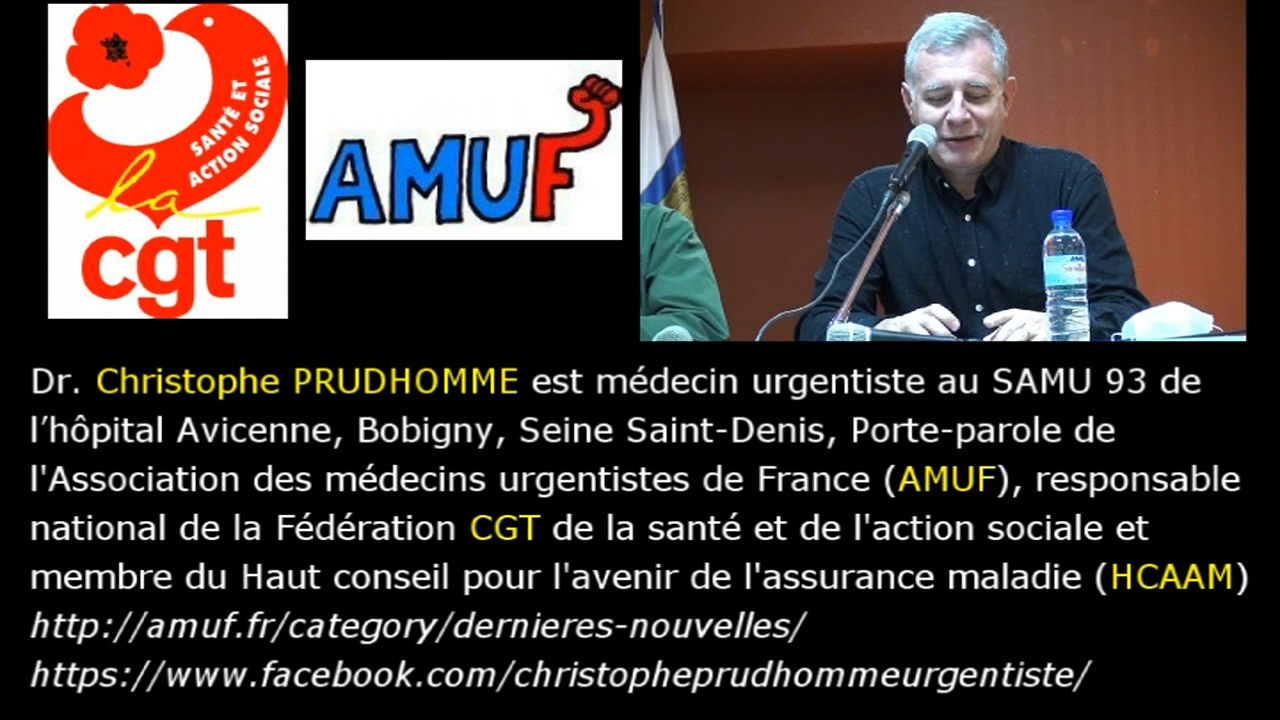 SANTÉ ET
ACTION SOCIALE
la
cgt
AMUF
Dr. Christophe PRUDHOMME est médecin urgentiste au SAMU 93 de
l’hôpital Avicenne, Bobigny, Seine Saint-Denis, Porte-parole de
l'Association des médecins urgentistes de France (AMUF), responsable
national de la Fédération CGT de la santé et de l'action sociale et
membre du Haut conseil pour l'avenir de l'assurance maladie (HCAAM)
http://amuf.fr/category/dernieres-nouvelles/
https://www.facebook.com/christopheprudhommeurgentiste/